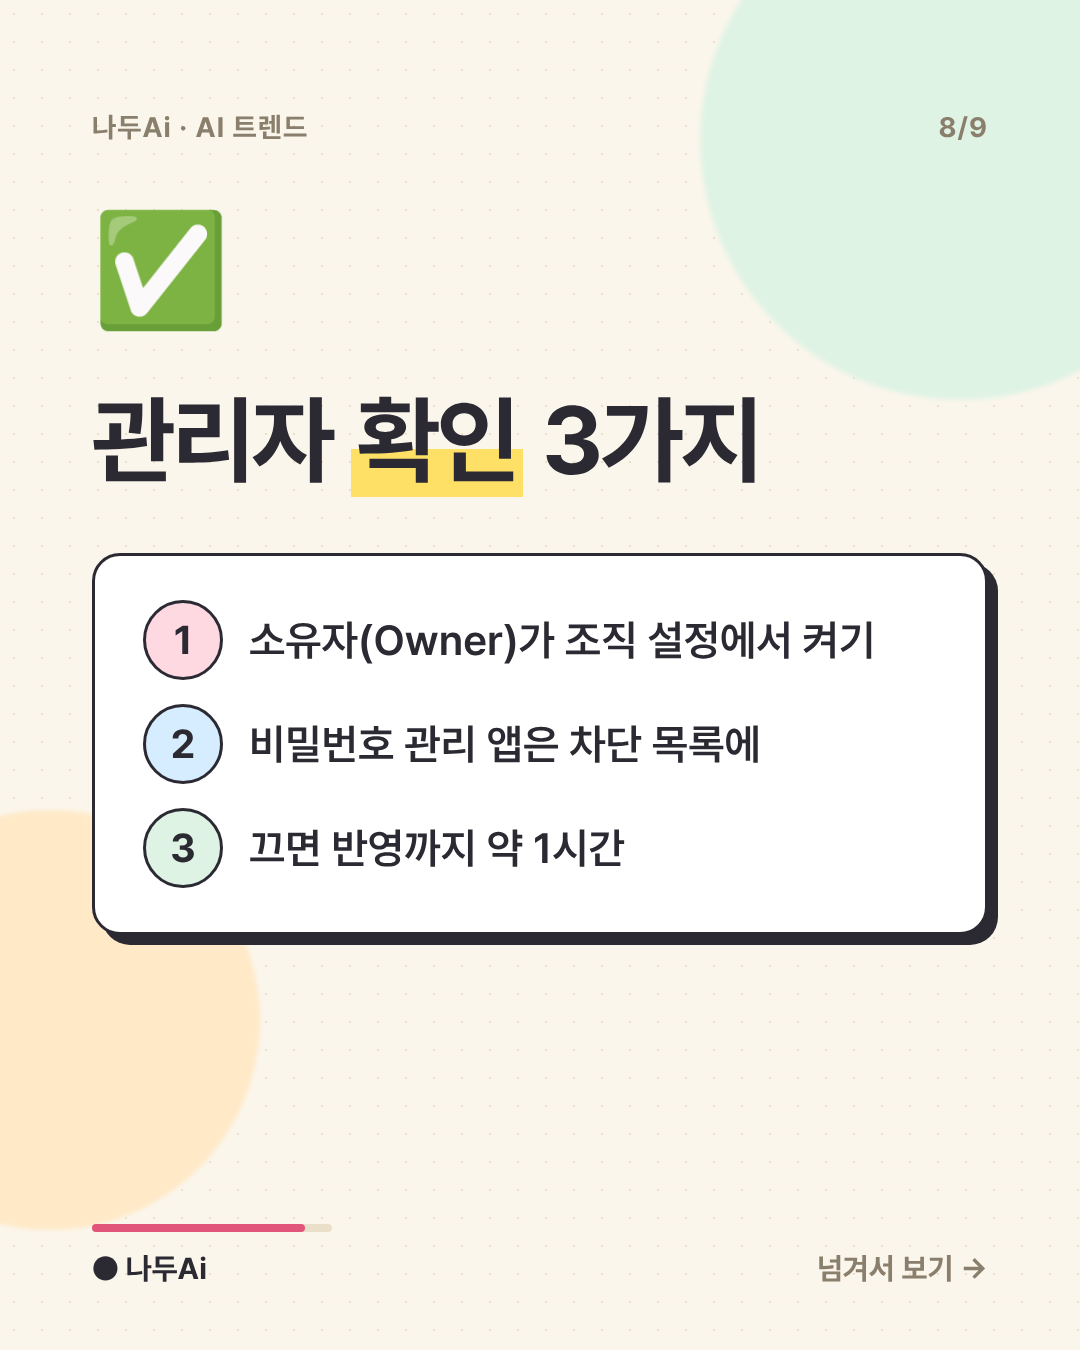 나두Ai · AI 트렌드
8/9
관리자 확인 3가지
1 소유자(Owner)가 조직 설정에서 켜기
2 비밀번호 관리 앱은 차단 목록에
3 끄면 반영까지 약 1시간
나두Ai
넘겨서 보기 →